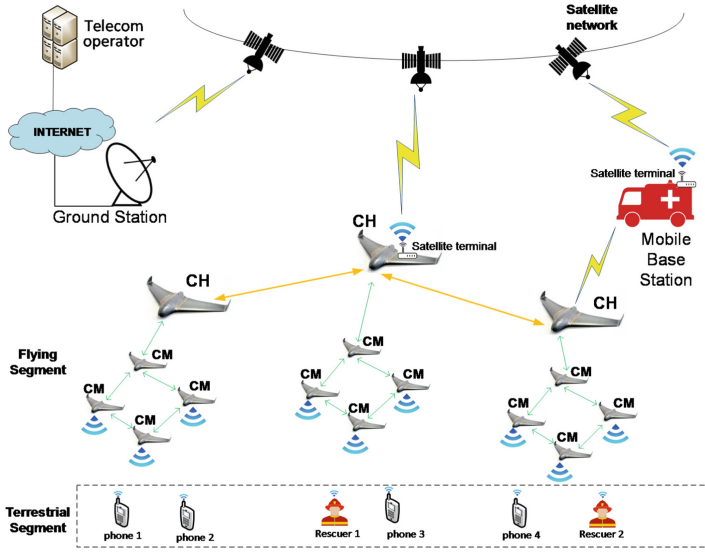 Telecom
operator
Satellite
network
INTERNET
Ground Station
Satellite terminal
Mobile
Base
Station
CH
Satellite terminal
CH
CH
Flying
Segment
CM
CM
CM
CM
CM
CM
CM
CM
CM
CM
CM
CM
Terrestrial
Segment
phone 1
phone 2
Rescuer 1
phone 3
phone 4
Rescuer 2